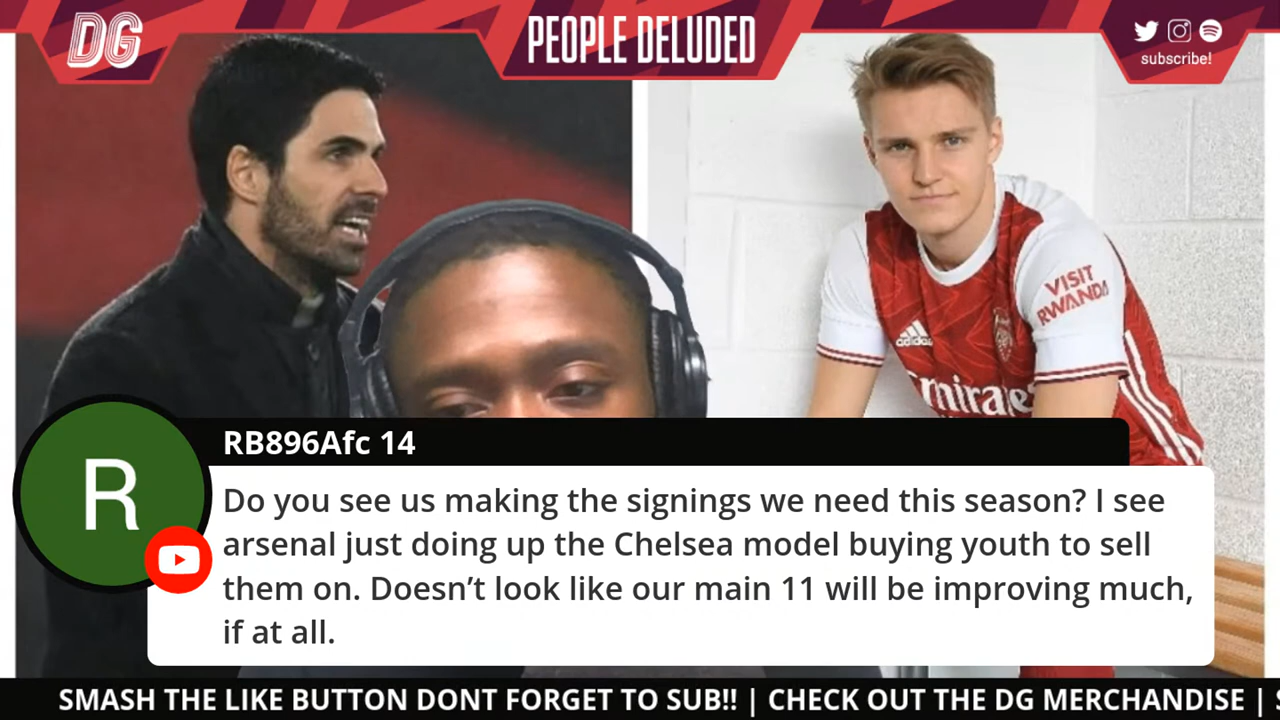 DG
PEOPLE DELUDED
subscribe!
VISIT
RWANDA
adidas
Emirates
RB896Afc 14
R
Do you see us making the signings we need this season? I see
arsenal just doing up the Chelsea model buying youth to sell
them on. Doesn’t look like our main 11 will be improving much,
if at all.
SMASH THE LIKE BUTTON DONT FORGET TO SUB!! | CHECK OUT THE DG MERCHANDISE |